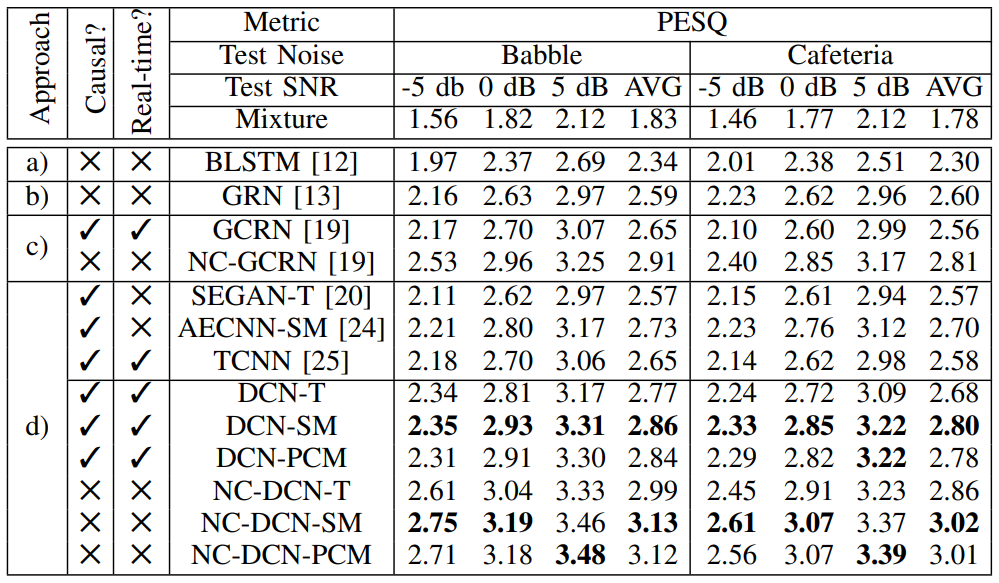 Approach Causal? Real-time? Metric PESQ
Test Noise Babble Cafeteria
Test SNR -5 db 0 dB 5 dB AVG -5 dB 0 dB 5 dB AVG
Mixture 1.56 1.82 2.12 1.83 1.46 1.77 2.12 1.78
a) ✕ ✕ BLSTM [12] 1.97 2.37 2.69 2.34 2.01 2.38 2.51 2.30
b) ✕ ✕ GRN [13] 2.16 2.63 2.97 2.59 2.23 2.62 2.96 2.60
c) ✓ ✓ GCRN [19] 2.17 2.70 3.07 2.65 2.10 2.60 2.99 2.56
✕ ✕ NC-GCRN [19] 2.53 2.96 3.25 2.91 2.40 2.85 3.17 2.81
d) ✓ ✕ SEGAN-T [20] 2.11 2.62 2.97 2.57 2.15 2.61 2.94 2.57
✓ ✕ AECNN-SM [24] 2.21 2.80 3.17 2.73 2.23 2.76 3.12 2.70
✓ ✓ TCNN [25] 2.18 2.70 3.06 2.65 2.14 2.62 2.98 2.58
✓ ✓ DCN-T 2.34 2.81 3.17 2.77 2.24 2.72 3.09 2.68
✓ ✓ DCN-SM 2.35 2.93 3.31 2.86 2.33 2.85 3.22 2.80
✓ ✓ DCN-PCM 2.31 2.91 3.30 2.84 2.29 2.82 3.22 2.78
✕ ✕ NC-DCN-T 2.61 3.04 3.33 2.99 2.45 2.91 3.23 2.86
✕ ✕ NC-DCN-SM 2.75 3.19 3.46 3.13 2.61 3.07 3.37 3.02
✕ ✕ NC-DCN-PCM 2.71 3.18 3.48 3.12 2.56 3.07 3.39 3.01